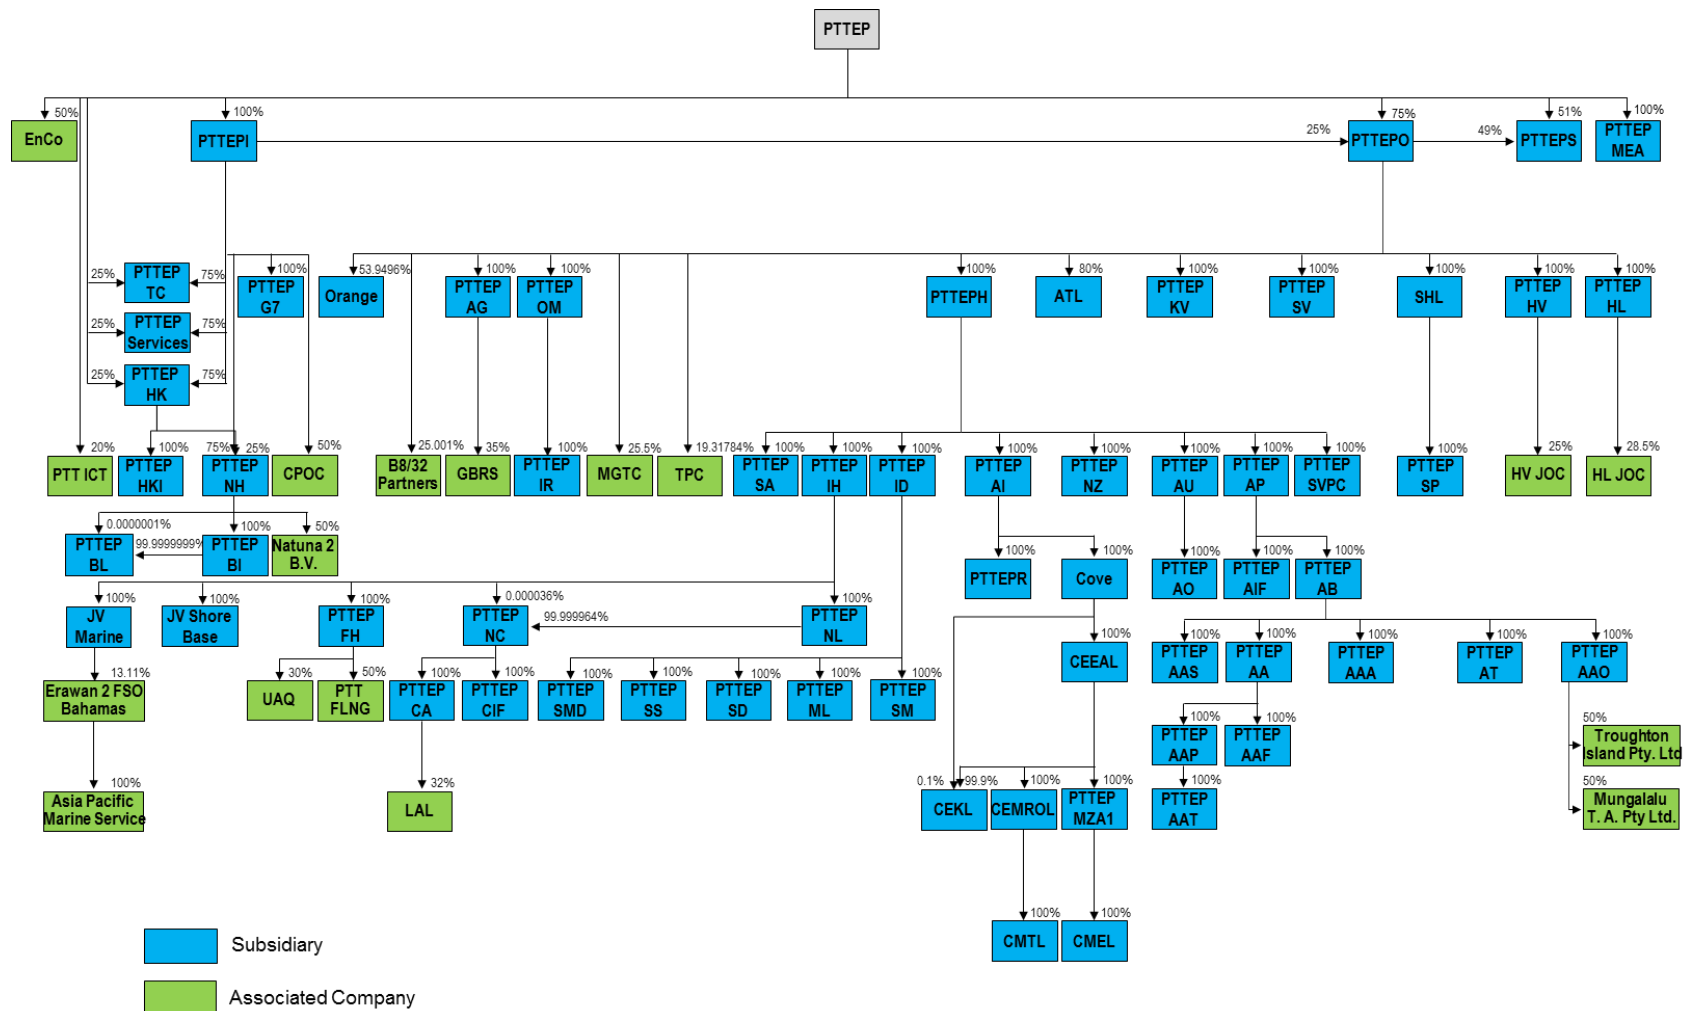 PTTEP
50%
100%
75%
51%
100%
EnCo
PTTEPI
25%
PTTEPO
49%
PTTEPS
PTTEP
MEA
25%
PTTEP
TC
75%
100%
PTTEP
G7
53.9496%
Orange
100%
PTTEP
AG
100%
PTTEP
OM
100%
PTTEPH
80%
ATL
100%
PTTEP
KV
100%
PTTEP
SV
100%
SHL
100%
PTTEP
HV
100%
PTTEP
HL
25%
PTTEP
Services
75%
25%
PTTEP
HK
75%
20%
PTT ICT
100%
PTTEP
HKI
75%
25%
PTTEP
NH
50%
CPOC
25.001%
B8/32
Partners
35%
GBRS
100%
PTTEP
IR
25.5%
MGTC
19.31784%
TPC
100%
PTTEP
SA
100%
PTTEP
IH
100%
PTTEP
ID
100%
PTTEP
AI
100%
PTTEP
NZ
100%
PTTEP
AU
100%
PTTEP
AP
100%
PTTEP
SVPC
100%
PTTEP
SP
25%
HV JOC
28.5%
HL JOC
0.0000001%
PTTEP
BL
99.9999999%
100%
PTTEP
BI
50%
Natuna 2
B.V.
100%
PTTEPR
100%
Cove
100%
PTTEP
AO
100%
PTTEP
AIF
100%
PTTEP
AB
100%
JV
Marine
100%
JV Shore
Base
100%
PTTEP
FH
0.000036%
PTTEP
NC
99.999964%
100%
PTTEP
NL
100%
CEEAL
100%
PTTEP
AAS
100%
PTTEP
AA
100%
PTTEP
AAA
100%
PTTEP
AT
100%
PTTEP
AAO
13.11%
Erawan 2 FSO
Bahamas
30%
UAQ
50%
PTT
FLNG
100%
PTTEP
CA
100%
PTTEP
CIF
100%
PTTEP
SMD
100%
PTTEP
SS
100%
PTTEP
SD
100%
PTTEP
ML
100%
PTTEP
SM
100%
PTTEP
AAP
100%
PTTEP
AAF
50%
Troughton
Island Pty. Ltd
100%
Asia Pacific
Marine Service
32%
LAL
0.1%
99.9%
CEKL
100%
CEMROL
100%
PTTEP
MZA1
100%
PTTEP
AAT
50%
Mungalalu
T. A. Pty Ltd.
100%
CMTL
100%
CMEL
Subsidiary
Associated Company